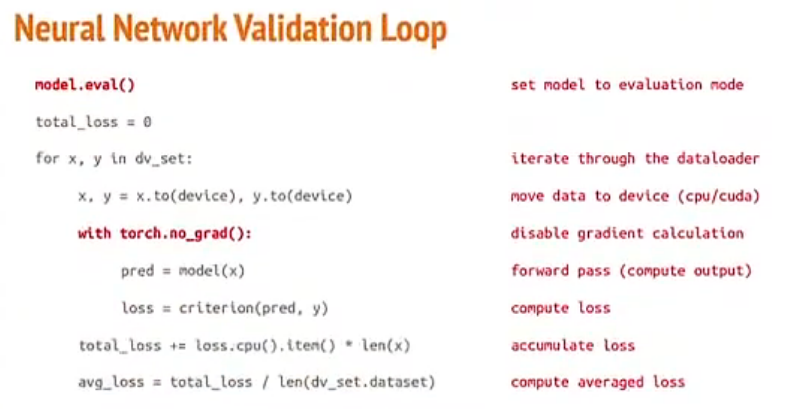 Neural Network Validation Loop
model.eval() set model to evaluation mode
total_loss = 0
for x, y in dv_set: iterate through the dataloader
x, y = x.to(device), y.to(device) move data to device (cpu/cuda)
with torch.no_grad(): disable gradient calculation
pred = model(x) forward pass (compute output)
loss = criterion(pred, y) compute loss
total_loss += loss.cpu().item() * len(x) accumulate loss
avg_loss = total_loss / len(dv_set.dataset) compute averaged loss